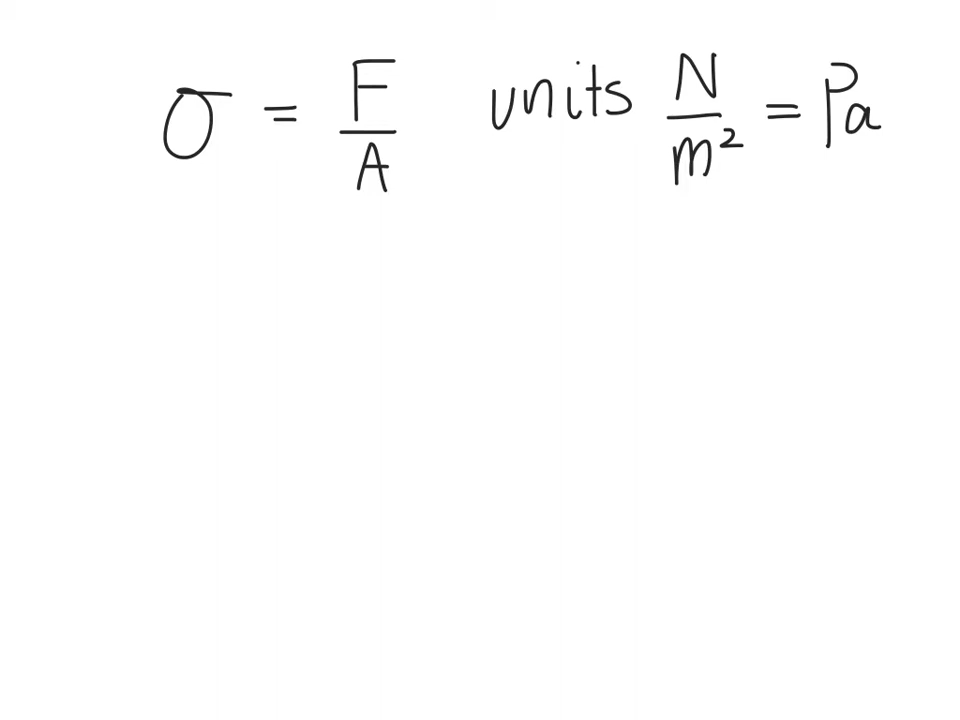 σ = F/A units N/m² = Pa